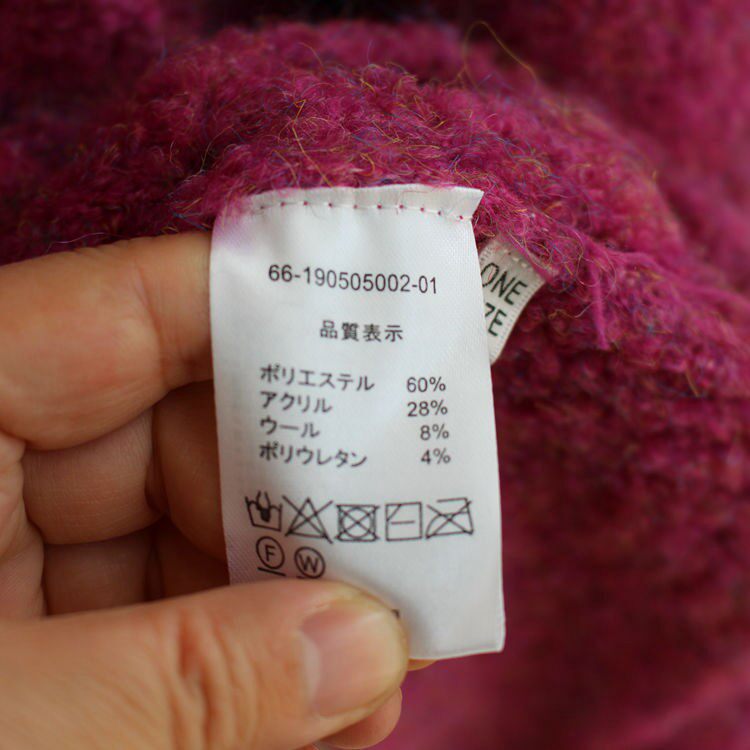 66-190505002-01
品質表示
ポリエステル 60%
アクリル 28%
ウール 8%
ポリウレタン 4%
F W
ONE